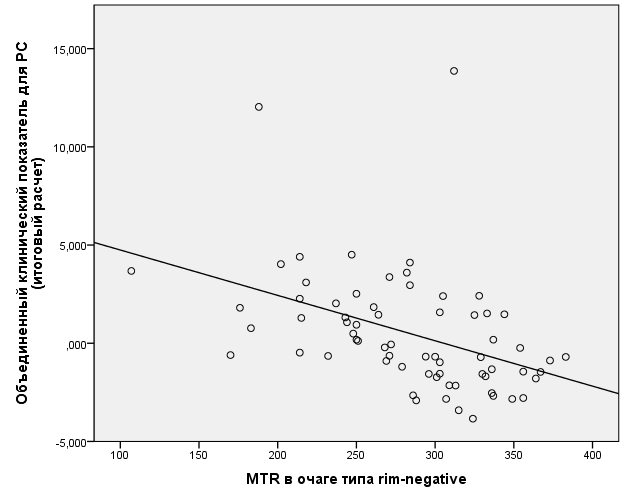 Объединенный клинический показатель для РС
(итоговый расчет)
15,000
10,000
5,000
,000
-5,000
100 150 200 250 300 350 400
MTR в очаге типа rim-negative